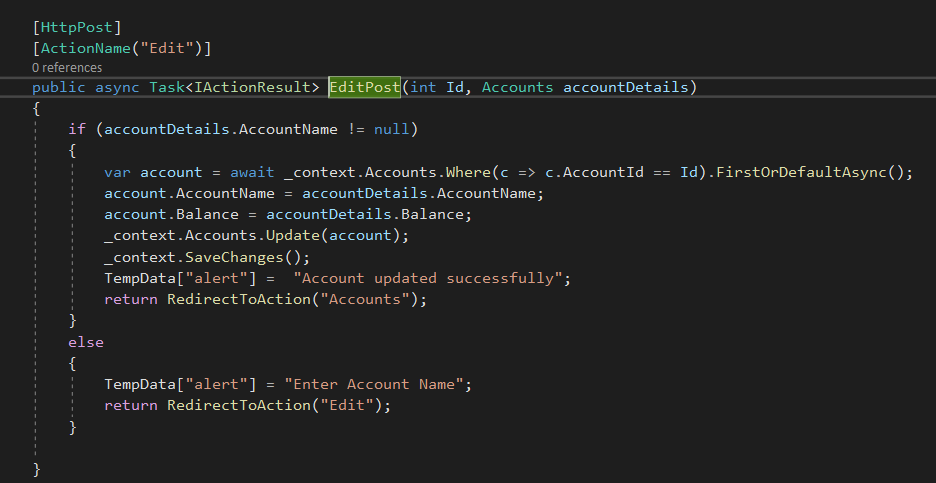 [HttpPost]
[ActionName("Edit")]
0 references
public async Task<IActionResult> EditPost(int Id, Accounts accountDetails)
{
if (accountDetails.AccountName != null)
{
var account = await _context.Accounts.Where(c => c.AccountId == Id).FirstOrDefaultAsync();
account.AccountName = accountDetails.AccountName;
account.Balance = accountDetails.Balance;
_context.Accounts.Update(account);
_context.SaveChanges();
TempData["alert"] =  "Account updated successfully";
return RedirectToAction("Accounts");
}
else
{
TempData["alert"] = "Enter Account Name";
return RedirectToAction("Edit");
}
}